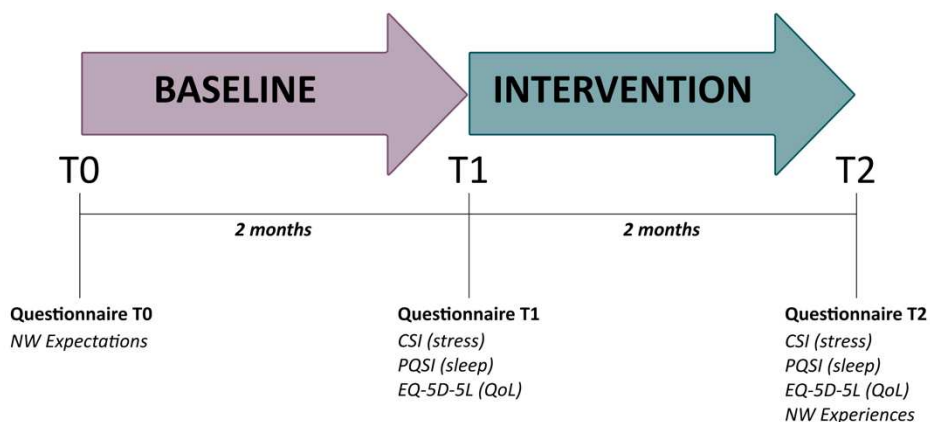 BASELINE
INTERVENTION
T0
T1
T2
2 months
2 months
Questionnaire T0
NW Expectations
Questionnaire T1
CSI (stress)
PQSI (sleep)
EQ-5D-5L (QoL)
Questionnaire T2
CSI (stress)
PQSI (sleep)
EQ-5D-5L (QoL)
NW Experiences